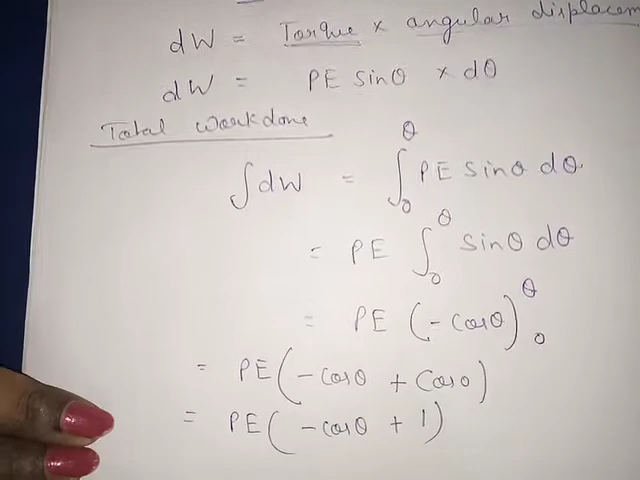 dW = Torque × angular displacem
dW = PE sinθ × dθ
Total workdone
∫dW = ∫₀^θ PE sinθ dθ.
= PE ∫₀^θ sinθ dθ
= PE (-cosθ)₀^θ
= PE(-cosθ + cos0)
= PE(-cosθ + 1)